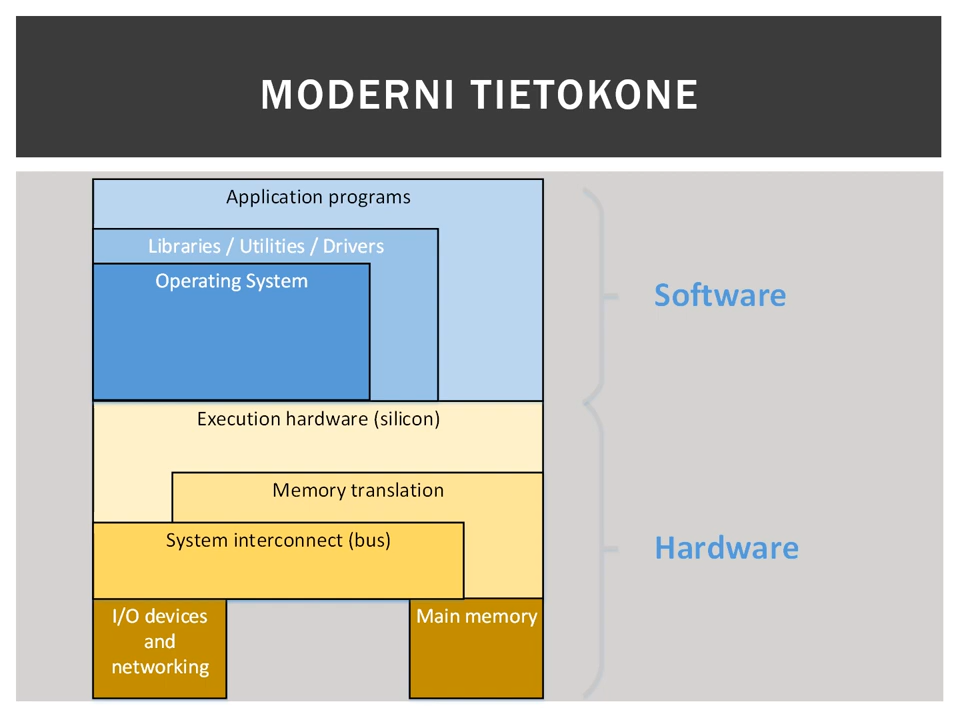 MODERNI TIETOKONE
Application programs
Libraries / Utilities / Drivers
Operating System
Software
Execution hardware (silicon)
Memory translation
System interconnect (bus)
Hardware
I/O devices
and
networking
Main memory